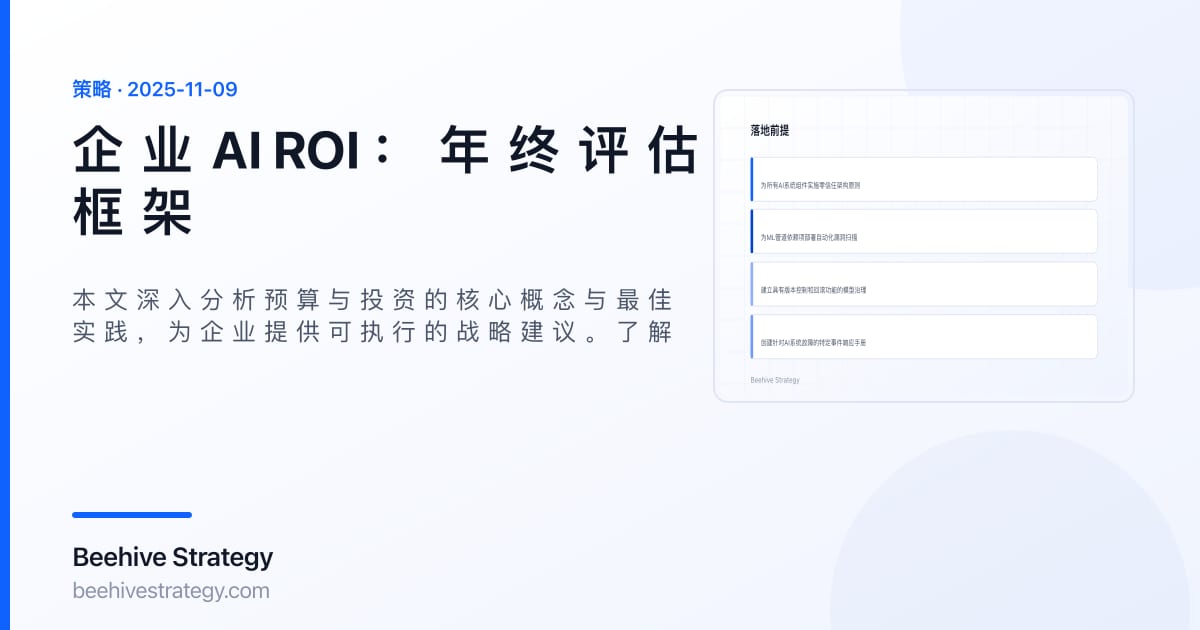 策略 · 2025-11-09
企业 AI ROI：年终评估
框架
本文深入分析预算与投资的核心概念与最佳
实践，为企业提供可执行的战略建议。了解
落地前提
为所有AI系统组件实施零信任架构原则
为ML管道依赖项部署自动化漏洞扫描
建立具有版本控制和回滚功能的模型治理
创建针对AI系统故障的特定事件响应手册
Beehive Strategy
Beehive Strategy
beehivestrategy.com